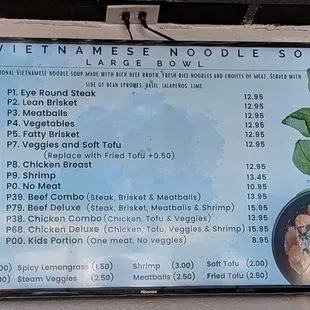 VIETNAMESE NOODLE SO
LARGE BOWL
ional Vietnamese noodle soup made with rich beef broth, fresh rice noodles and choices of meat. Served with
side of bean sprouts, basil, jalapenos, lime.
P1. Eye Round Steak 12.95
P2. Lean Brisket 12.95
P3. Meatballs 12.95
P4. Vegetables 12.95
P5. Fatty Brisket 12.95
P7. Veggies and Soft Tofu 12.95
(Replace with Fried Tofu +0.50)
P8. Chicken Breast 12.95
P9. Shrimp 13.45
P0. No Meat 10.95
P39. Beef Combo (Steak, Brisket & Meatballs) 13.95
P79. Beef Deluxe (Steak, Brisket, Meatballs & Shrimp) 15.95
P38. Chicken Combo (Chicken, Tofu & Veggies) 13.95
P68. Chicken Deluxe (Chicken, Tofu, Veggies & Shrimp) 15.95
P00. Kids Portion (One meat, No veggies) 8.95
00) Spicy Lemongrass (1.50) Shrimp (3.00) Soft Tofu (2.00)
50) Steam Veggies (2.50) Meatballs (2.50) Fried Tofu (2.50)
Hisense